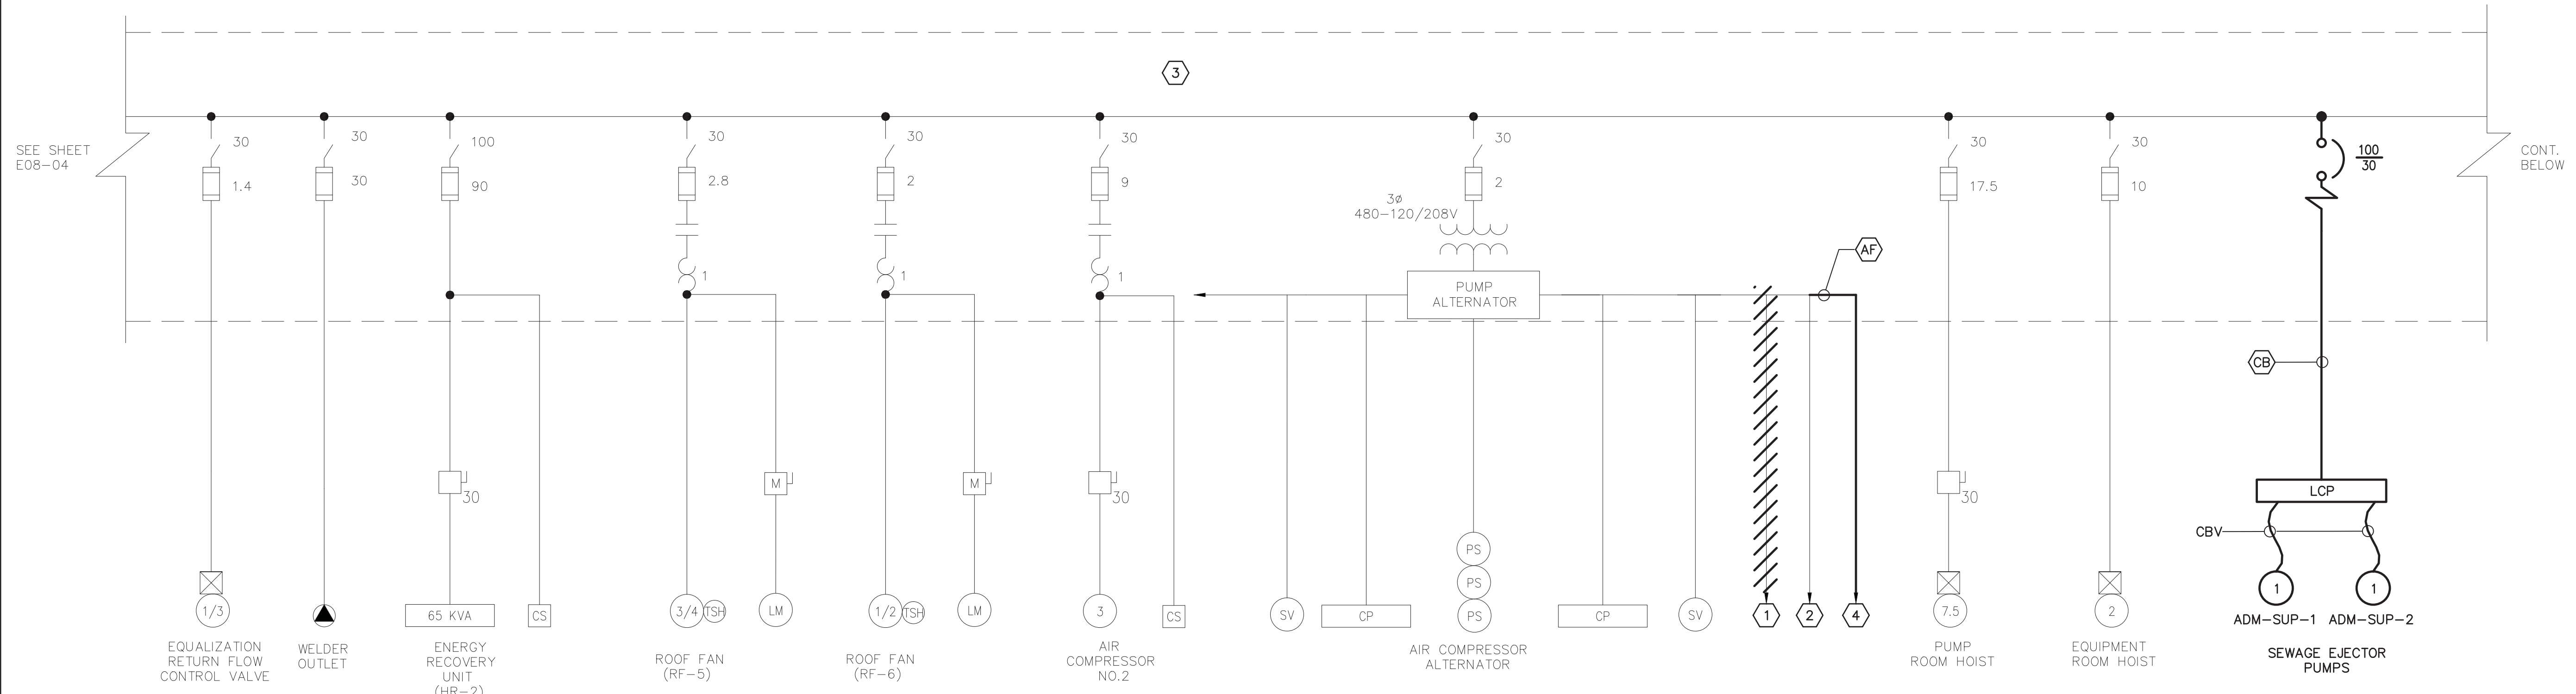 3
SEE SHEET
E08-04
30
1.4
30
30
100
90
30
2.8
1
30
2
1
30
9
1
30
2
3ø
480-120/208V
PUMP
ALTERNATOR
AF
30
17.5
30
10
100
30
CONT.
BELOW
CB
30
M
M
30
30
LCP
CBV
1/3
65 KVA
CS
3/4
TSH
LM
1/2
TSH
LM
3
CS
SV
CP
PS
PS
PS
CP
SV
1
2
4
7.5
2
1
1
ADM-SUP-1
ADM-SUP-2
EQUALIZATION
RETURN FLOW
CONTROL VALVE
WELDER
OUTLET
ENERGY
RECOVERY
UNIT
(HR-2)
ROOF FAN
(RF-5)
ROOF FAN
(RF-6)
AIR
COMPRESSOR
NO.2
AIR COMPRESSOR
ALTERNATOR
PUMP
ROOM HOIST
EQUIPMENT
ROOM HOIST
SEWAGE EJECTOR
PUMPS